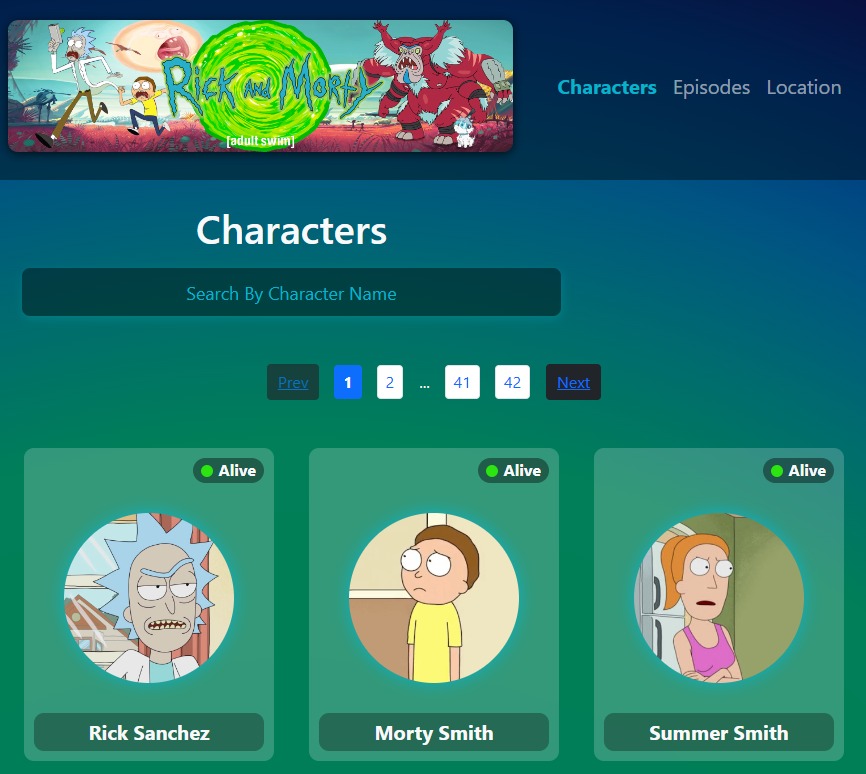 Rick and Morty
[adult swim]
Characters Episodes Location
Characters
Search By Character Name
Prev 1 2 ... 41 42 Next
Alive Alive Alive
Rick Sanchez Morty Smith Summer Smith